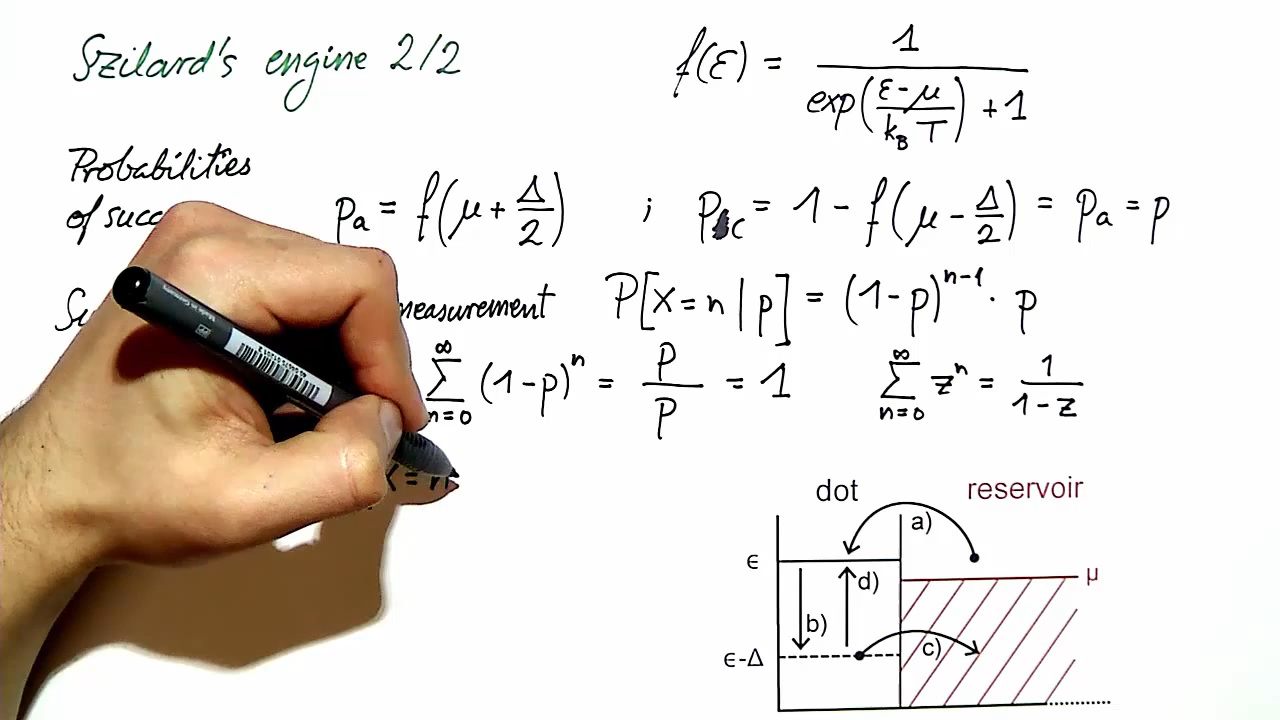 Szilard's engine 2/2
f(ε) = 1 / (exp((ε-μ)/(k_B T)) + 1)
Probabilities
of succ
p_a = f(μ + Δ/2) ; p_c = 1 - f(μ - Δ/2) = p_a = p
measurement P[X=n|p] = (1-p)^{n-1} · p
∑_{n=0}^{∞} (1-p)^n = p/p = 1
∑_{n=0}^{∞} z^n = 1/(1-z)
X = n
dot
reservoir
a)
ϵ
μ
d)
b)
c)
ϵ-Δ